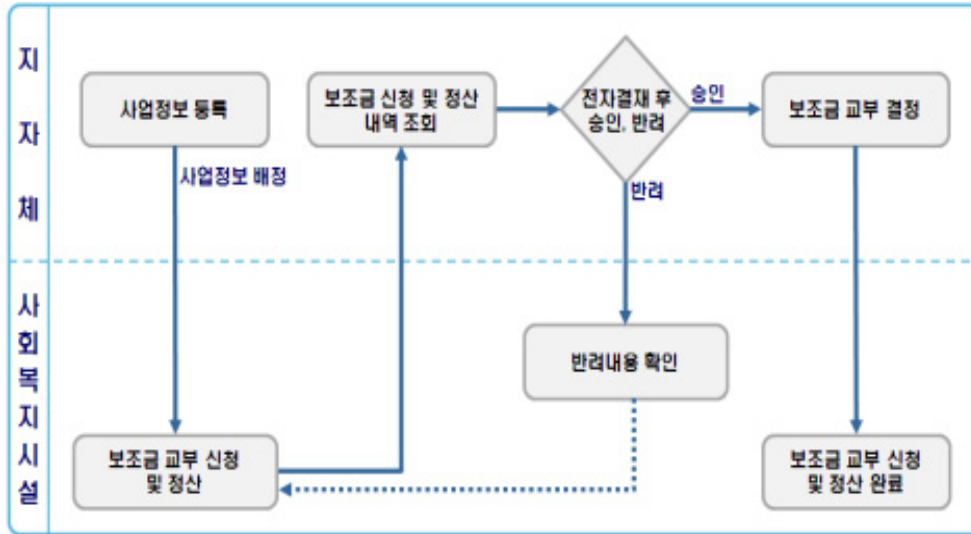 지자체
사업정보 등록
보조금 신청 및 정산
내역 조회
전자결재 후
승인, 반려
승인
보조금 교부 결정
사업정보 배정
반려
사회복지시설
반려내용 확인
보조금 교부 신청
및 정산
보조금 교부 신청
및 정산 완료